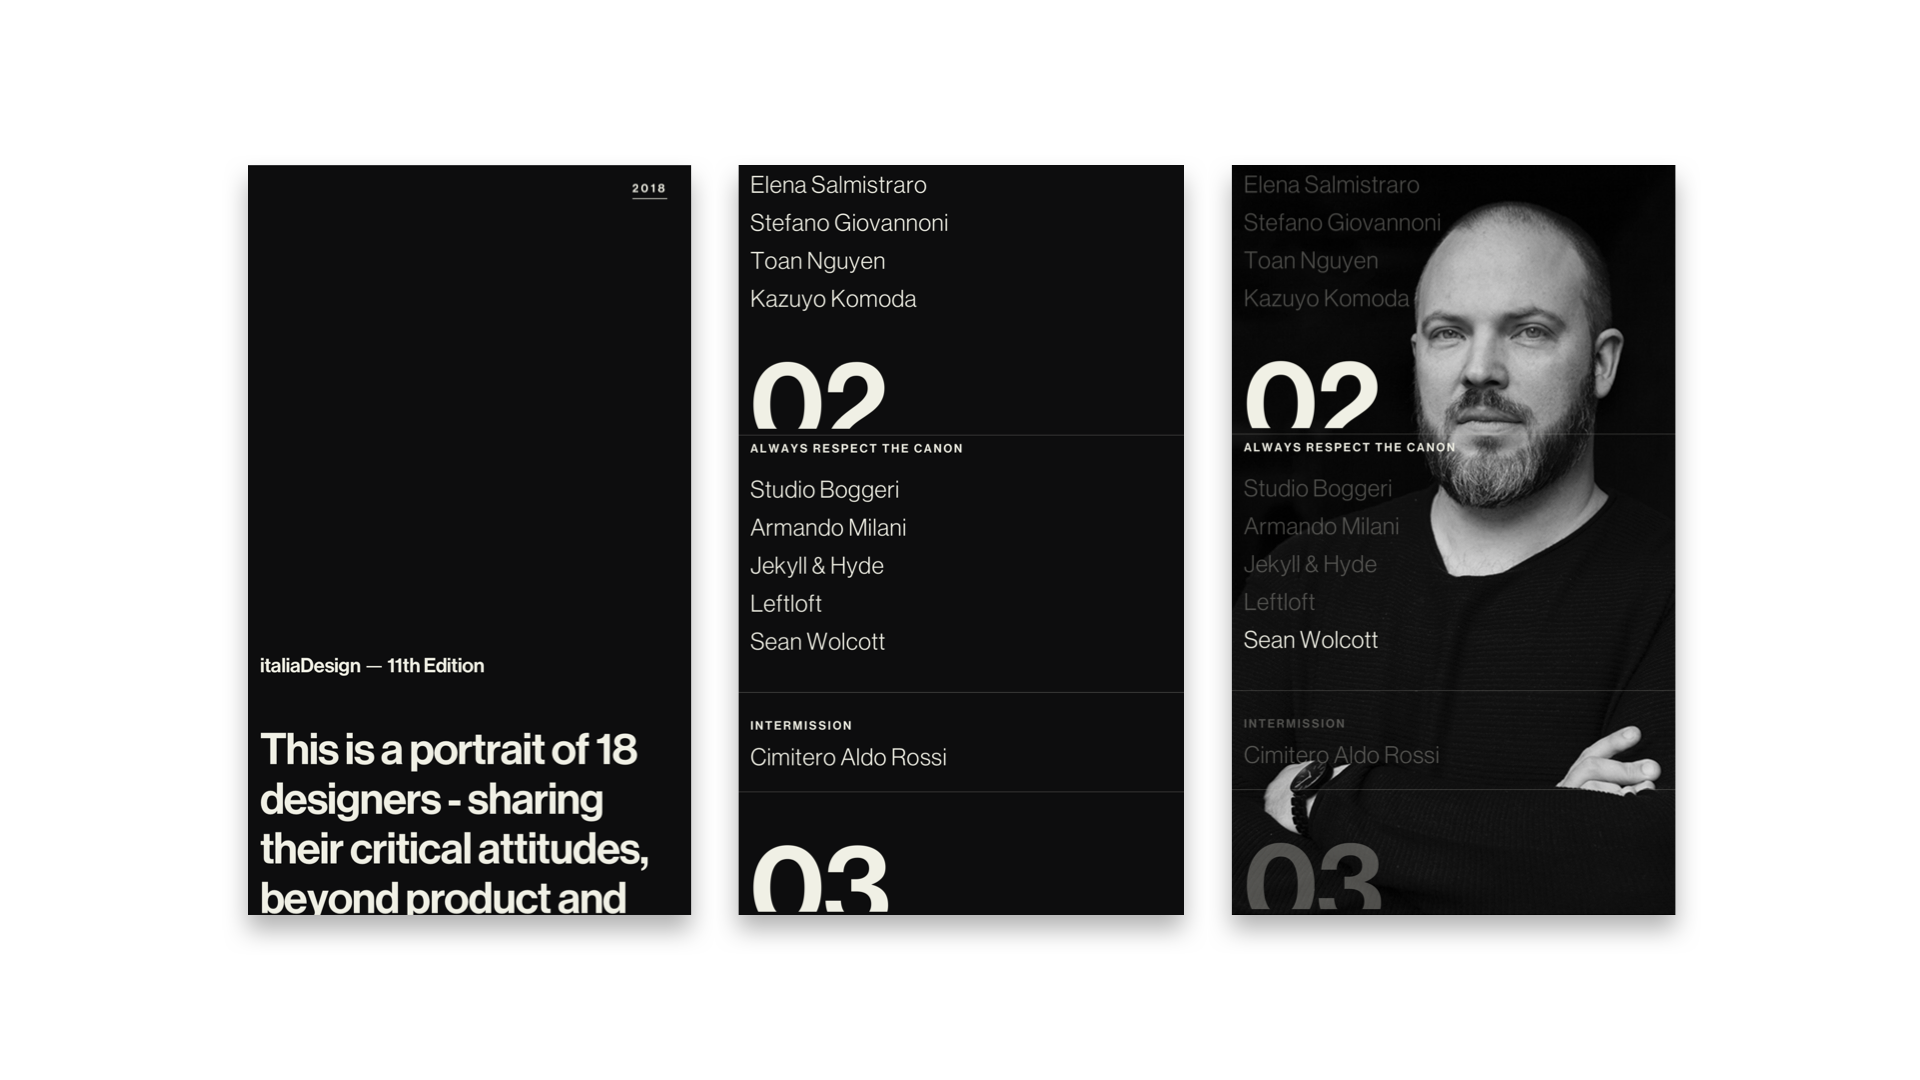 2018
italiaDesign — 11th Edition
This is a portrait of 18
designers - sharing
their critical attitudes,
beyond product and
Elena Salmistraro
Stefano Giovannoni
Toan Nguyen
Kazuyo Komoda
02
ALWAYS RESPECT THE CANON
Studio Boggeri
Armando Milani
Jekyll & Hyde
Leftloft
Sean Wolcott
INTERMISSION
Cimitero Aldo Rossi
03
Elena Salmistraro
Stefano Giovannoni
Toan Nguyen
Kazuyo Komoda
02
ALWAYS RESPECT THE CANON
Studio Boggeri
Armando Milani
Jekyll & Hyde
Leftloft
Sean Wolcott
INTERMISSION
Cimitero Aldo Rossi
03